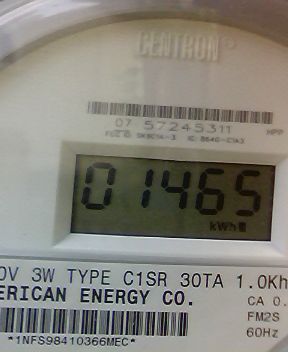 CENTRON®
07 57245311
HPP
01465
kWh
0V 3W TYPE C1SR 30TA 1.0Kh
ERICAN ENERGY CO.
CA 0.
FM2S
60Hz
*1NFS98410366MEC*